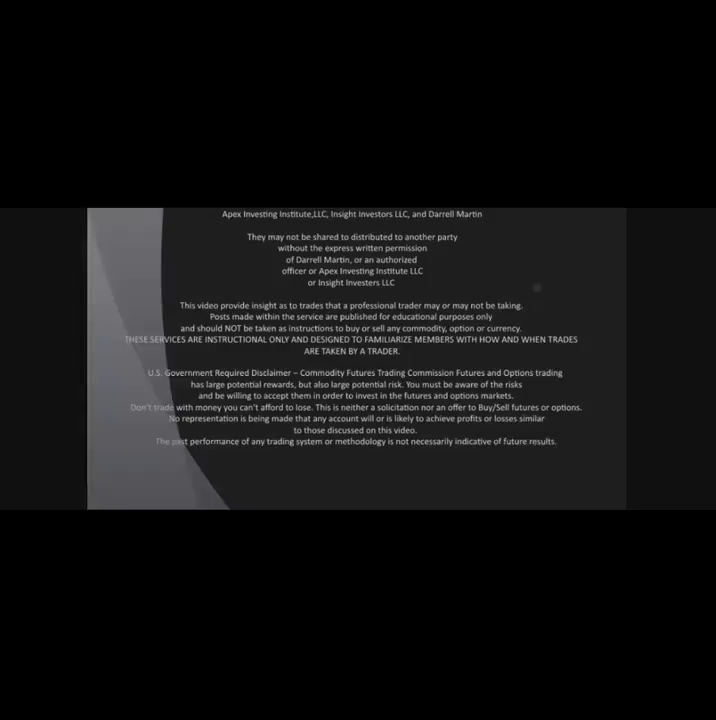 Apex Investing Institute,LLC, Insight Investors LLC, and Darrell Martin
They may not be shared to distributed to another party
without the express written permission
of Darrell Martin, or an authorized
officer or Apex Investing Institute LLC
or Insight Investers LLC
This video provide insight as to trades that a professional trader may or may not be taking.
Posts made within the service are published for educational purposes only
and should NOT be taken as instructions to buy or sell any commodity, option or currency.
THESE SERVICES ARE INSTRUCTIONAL ONLY AND DESIGNED TO FAMILIARIZE MEMBERS WITH HOW AND WHEN TRADES
ARE TAKEN BY A TRADER.
U.S. Government Required Disclaimer – Commodity Futures Trading Commission Futures and Options trading
has large potential rewards, but also large potential risk. You must be aware of the risks
and be willing to accept them in order to invest in the futures and options markets.
Don't trade with money you can't afford to lose. This is neither a solicitation nor an offer to Buy/Sell futures or options.
No representation is being made that any account will or is likely to achieve profits or losses similar
to those discussed on this video.
The past performance of any trading system or methodology is not necessarily indicative of future results.